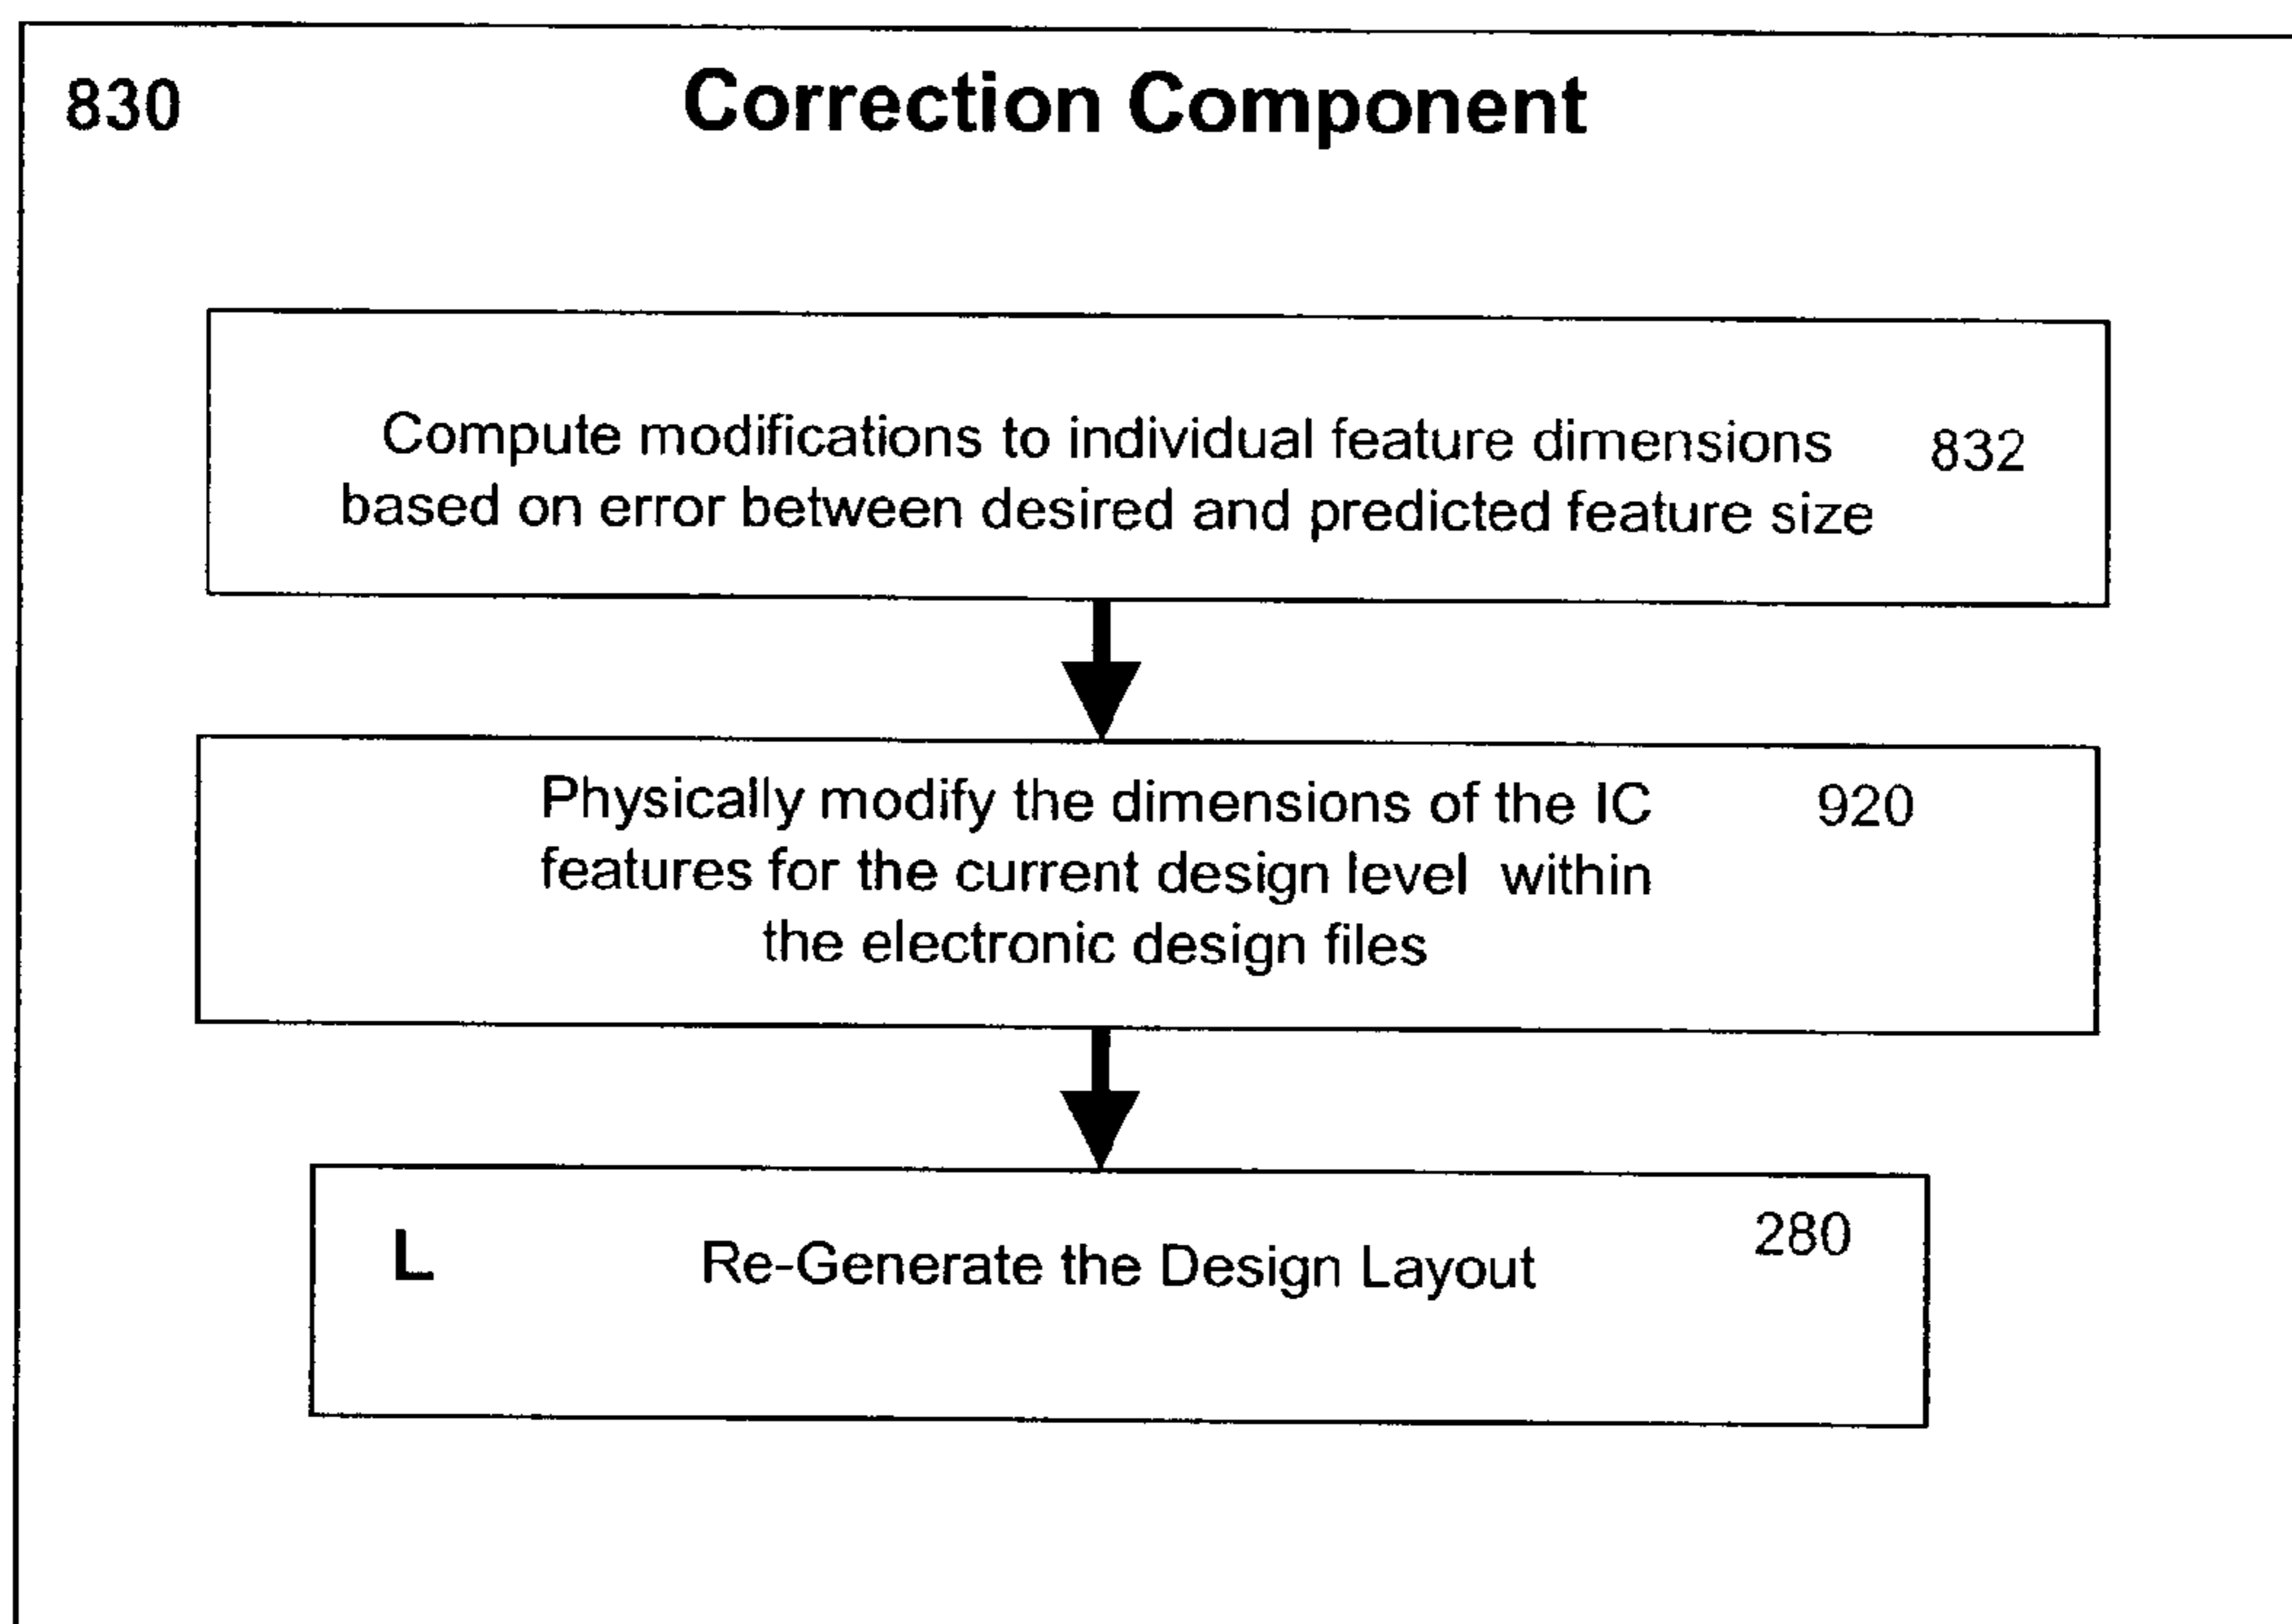 830 Correction Component
Compute modifications to individual feature dimensions 832
based on error between desired and predicted feature size
Physically modify the dimensions of the IC 920
features for the current design level within
the electronic design files
L Re-Generate the Design Layout 280